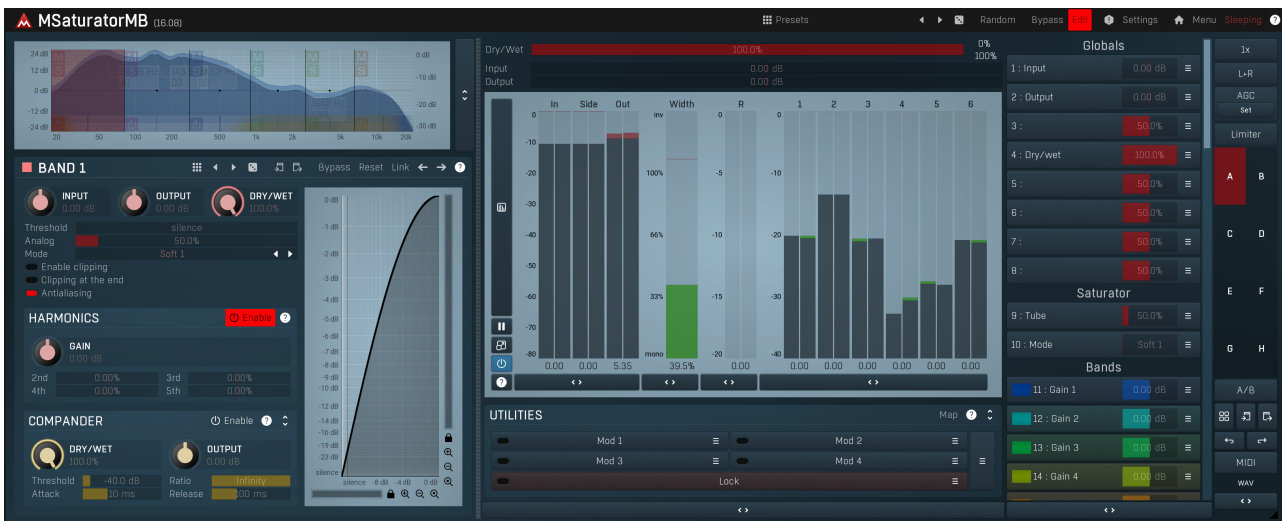 MSaturatorMB (16.08) Presets Random Bypass Edit Settings Menu Sleeping ?
24 dB
12 dB
0 dB
-12 dB
-24 dB
20 50 100 200 500 1k 2k 5k 10k 20k
0 dB
-10 dB
-20 dB
-30 dB
BAND 1 Bypass Reset Link ?
INPUT
0.00 dB
OUTPUT
0.00 dB
DRY/WET
100.0%
Threshold silence
Analog 50.0%
Mode Soft 1
Enable clipping
Clipping at the end
Antialiasing
HARMONICS Enable ?
GAIN
0.00 dB
2nd 0.00% 3rd 0.00%
4th 0.00% 5th 0.00%
COMPANDER Enable ?
DRY/WET
100.0%
OUTPUT
0.00 dB
Threshold -40.0 dB Ratio Infinity
Attack 10 ms Release 100 ms
0 dB
-1 dB
-2 dB
-3 dB
-4 dB
-5 dB
-6 dB
-7 dB
-8 dB
-9 dB
-10 dB
-12 dB
-14 dB
-16 dB
-19 dB
-23 dB
silence
silence -8 dB -4 dB 0 dB
Dry/Wet 100.0% 0%
100%
Input 0.00 dB
Output 0.00 dB
In Side Out Width R 1 2 3 4 5 6
0
-10
-20
-30
-40
-50
-60
-70
-80
inv
100%
66%
33%
mono
0
-5
-10
-15
-20
0
-10
-20
-30
-40
0.00 0.00 5.35 39.5% 0.00 0.00 0.00 0.00 0.00 0.00 0.00
?
UTILITIES Map ?
Mod 1 Mod 2
Mod 3 Mod 4
Lock
Globals
1 : Input 0.00 dB
2 : Output 0.00 dB
3 : 50.0%
4 : Dry/wet 100.0%
5 : 50.0%
6 : 50.0%
7 : 50.0%
8 : 50.0%
Saturator
9 : Tube 50.0%
10 : Mode Soft 1
Bands
11 : Gain 1 0.00 dB
12 : Gain 2 0.00 dB
13 : Gain 3 0.00 dB
14 : Gain 4 0.00 dB
1x
L+R
AGC
Set
Limiter
A B
C D
E F
G H
A/B
MIDI
WAV